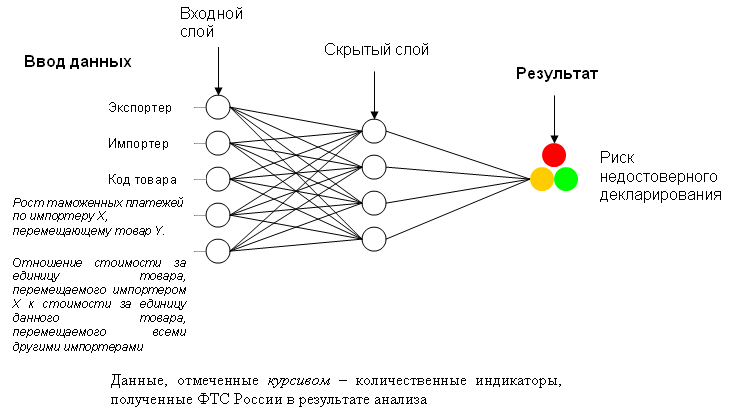 Входной
слой
Скрытый слой
Ввод данных
Результат
Экспортер
Импортер
Код товара
Рост таможенных платежей
по импортеру X,
перемещающему товар Y.
Отношение стоимости за
единицу товара,
перемещаемого импортером
X к стоимости за единицу
данного товара,
перемещаемого всеми
другими импортерами
Риск
недостоверного
декларирования
Данные, отмеченные курсивом – количественные индикаторы,
полученные ФТС России в результате анализа